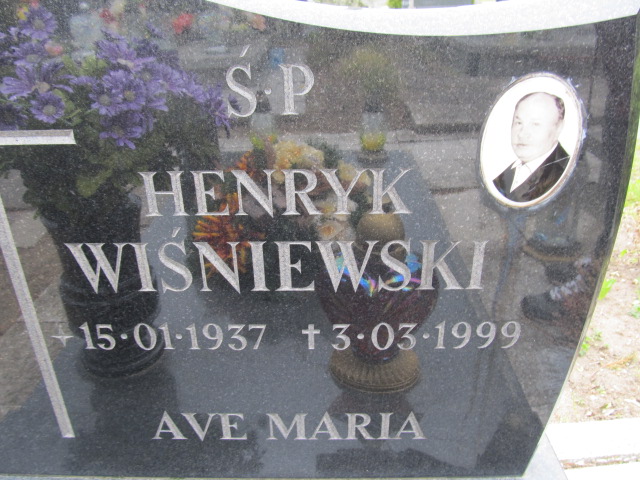 Ś·P
HENRYK
WIŚNIEWSKI
+15·01·1937 †3·03·1999
AVE MARIA